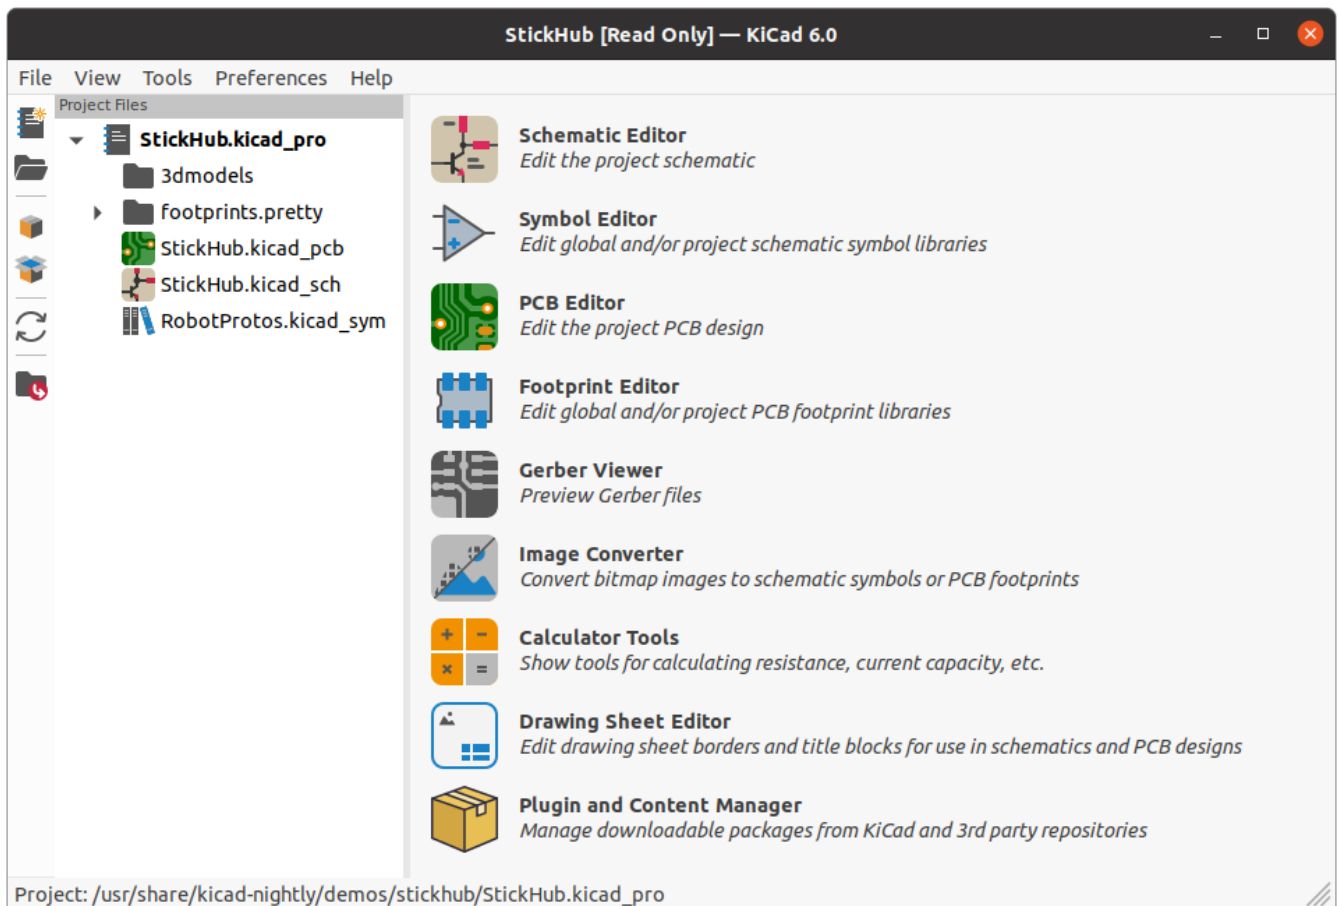 StickHub [Read Only] — KiCad 6.0
File View Tools Preferences Help
Project Files
StickHub.kicad_pro
3dmodels
footprints.pretty
StickHub.kicad_pcb
StickHub.kicad_sch
RobotProtos.kicad_sym
Schematic Editor
Edit the project schematic
Symbol Editor
Edit global and/or project schematic symbol libraries
PCB Editor
Edit the project PCB design
Footprint Editor
Edit global and/or project PCB footprint libraries
Gerber Viewer
Preview Gerber files
Image Converter
Convert bitmap images to schematic symbols or PCB footprints
Calculator Tools
Show tools for calculating resistance, current capacity, etc.
Drawing Sheet Editor
Edit drawing sheet borders and title blocks for use in schematics and PCB designs
Plugin and Content Manager
Manage downloadable packages from KiCad and 3rd party repositories
Project: /usr/share/kicad-nightly/demos/stickhub/StickHub.kicad_pro